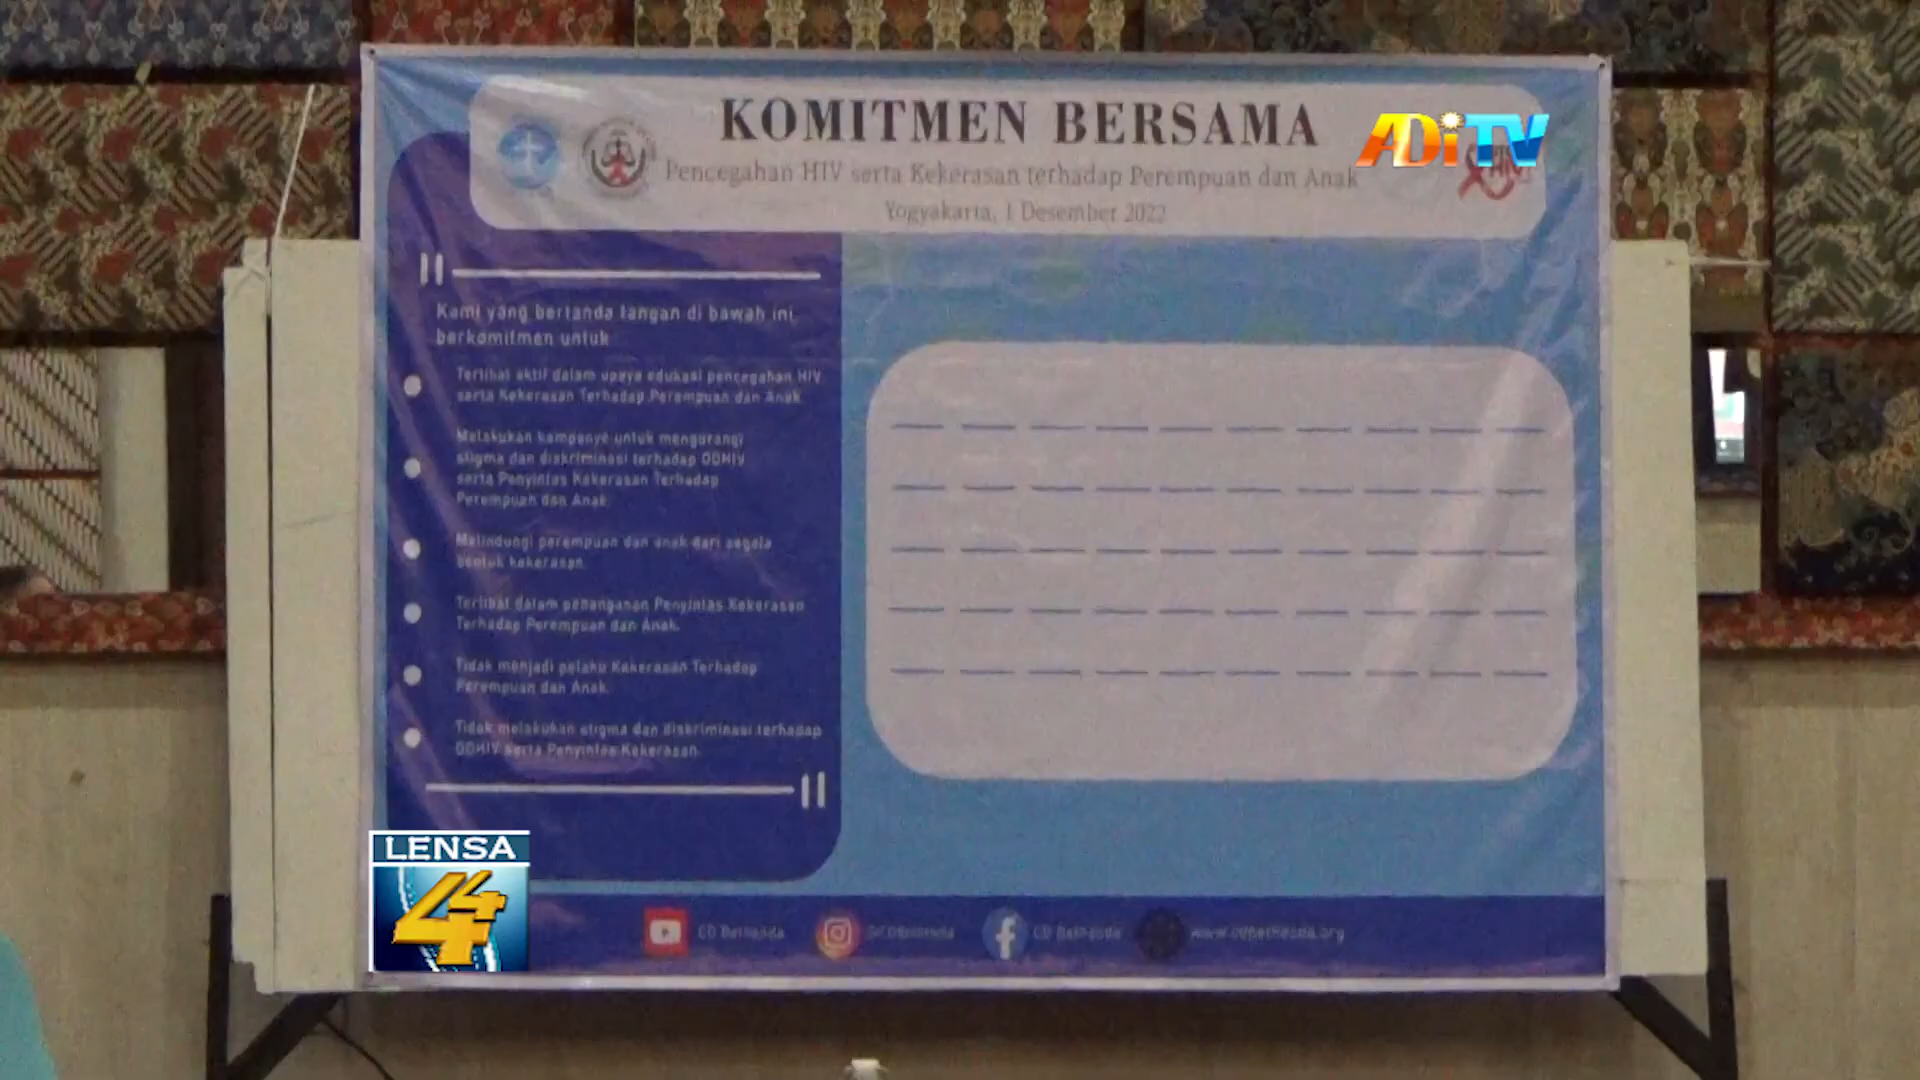 KOMITMEN BERSAMA
ADiTV
Pencegahan HIV serta Kekerasan terhadap Perempuan dan Anak
Yogyakarta, 1 Desember 2022
Kami yang bertanda tangan di bawah ini
berkomitmen untuk
Terlibat aktif dalam upaya edukasi pencegahan HIV
serta Kekerasan Terhadap Perempuan dan Anak
Melakukan kampanye untuk mengurangi
stigma dan diskriminasi terhadap ODHIV
serta Penyintas Kekerasan Terhadap
Perempuan dan Anak.
Melindungi perempuan dan anak dari segala
bentuk kekerasan.
Terlibat dalam penanganan Penyintas Kekerasan
Terhadap Perempuan dan Anak.
Tidak menjadi pelaku Kekerasan Terhadap
Perempuan dan Anak.
Tidak melakukan stigma dan diskriminasi terhadap
ODHIV serta Penyintas Kekerasan.
LENSA
44
CD Bethesda
CD Bethesda
www.cdbethesda.org